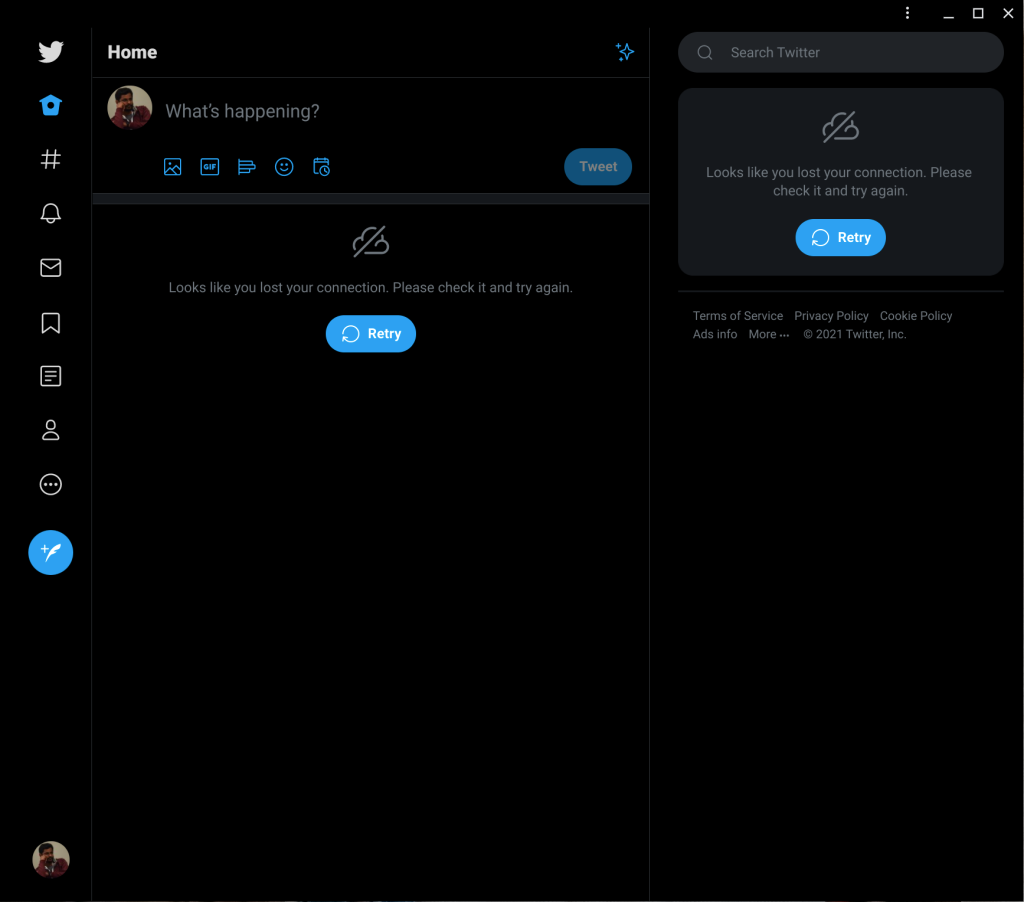 Home
What's happening?
GIF
Tweet
Looks like you lost your connection. Please check it and try again.
Retry
Search Twitter
Looks like you lost your connection. Please
check it and try again.
Retry
Terms of Service Privacy Policy Cookie Policy
Ads info More ··· © 2021 Twitter, Inc.